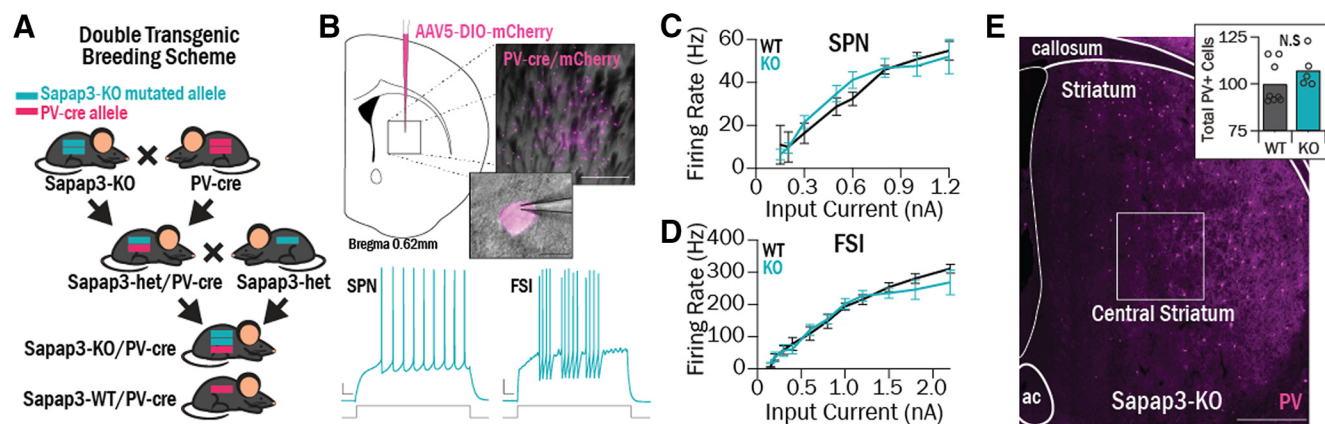 A
Double Transgenic
Breeding Scheme
Sapap3-KO mutated allele
PV-cre allele
Sapap3-KO
PV-cre
Sapap3-het/PV-cre
Sapap3-het
Sapap3-KO/PV-cre
Sapap3-WT/PV-cre
B
AAV5-DIO-mCherry
PV-cre/mCherry
Bregma 0.62mm
SPN
FSI
C
SPN
WT
KO
Firing Rate (Hz)
60
40
20
0
0
0.3
0.6
0.9
1.2
Input Current (nA)
D
FSI
WT
KO
Firing Rate (Hz)
400
300
200
100
0
0
0.5
1.0
1.5
2.0
Input Current (nA)
E
callosum
Striatum
Central Striatum
ac
Sapap3-KO
PV
N.S
Total PV+ Cells
125
100
75
WT
KO